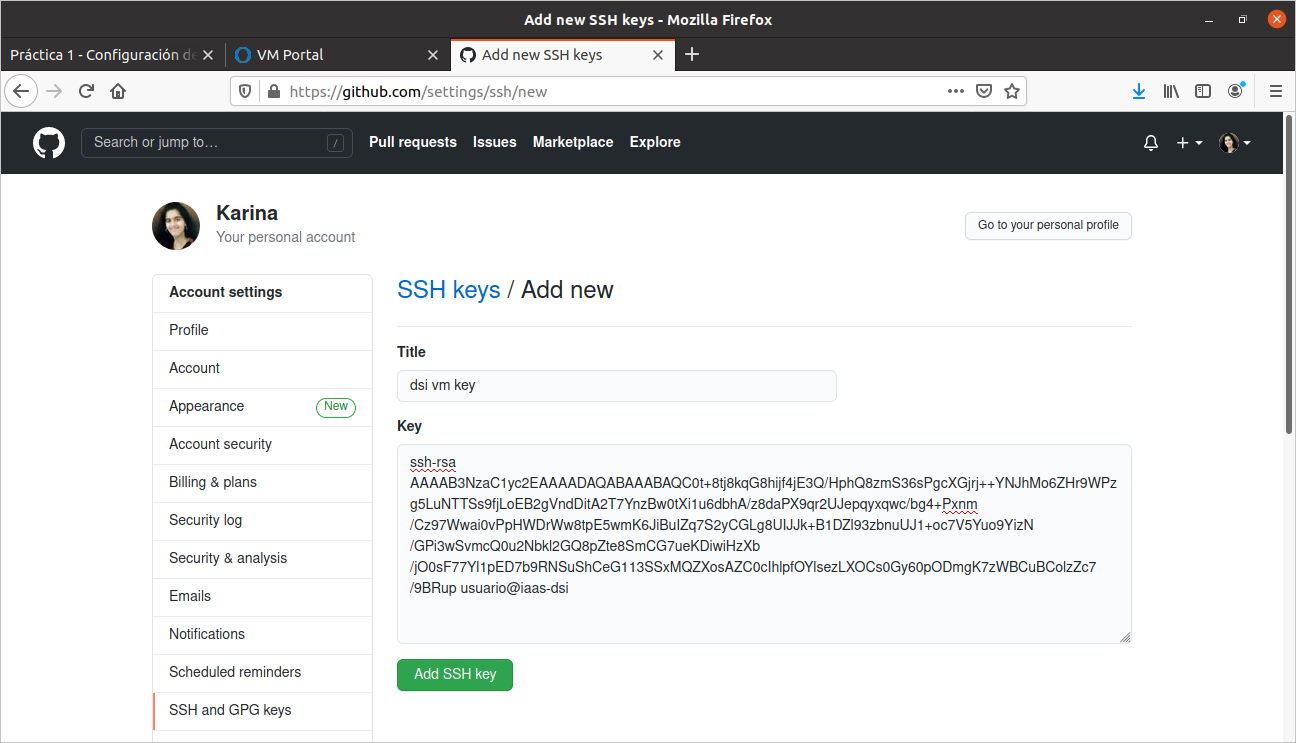 Add new SSH keys - Mozilla Firefox
Práctica 1 - Configuración de
VM Portal
Add new SSH keys
https://github.com/settings/ssh/new
Search or jump to…
/
Pull requests
Issues
Marketplace
Explore
Karina
Your personal account
Go to your personal profile
Account settings
Profile
Account
Appearance
New
Account security
Billing & plans
Security log
Security & analysis
Emails
Notifications
Scheduled reminders
SSH and GPG keys
SSH keys / Add new
Title
dsi vm key
Key
ssh-rsa
AAAAB3NzaC1yc2EAAAADAQABAAABAQC0t+8tj8kqG8hijf4jE3Q/HphQ8zmS36sPgcXGjrj++YNJhMo6ZHr9WPz
g5LuNTTSs9fjLoEB2gVndDitA2T7YnzBw0tXi1u6dbhA/z8daPX9qr2UJepqyxqwc/bg4+Pxnm
/Cz97Wwai0vPpHWDrWw8tpE5wmK6JiBuIZq7S2yCGLg8UIJJk+B1DZl93zbnuUJ1+oc7V5Yuo9YizN
/GPi3wSvmcQ0u2Nbkl2GQ8pZte8SmCG7ueKDiwiHzXb
/jO0sF77Yl1pED7b9RNSuShCeG113SSxMQZXosAZC0cIhlpfOYlsezLXOCs0Gy60pODmgK7zWBCuBColzZc7
/9BRup usuario@iaas-dsi
Add SSH key